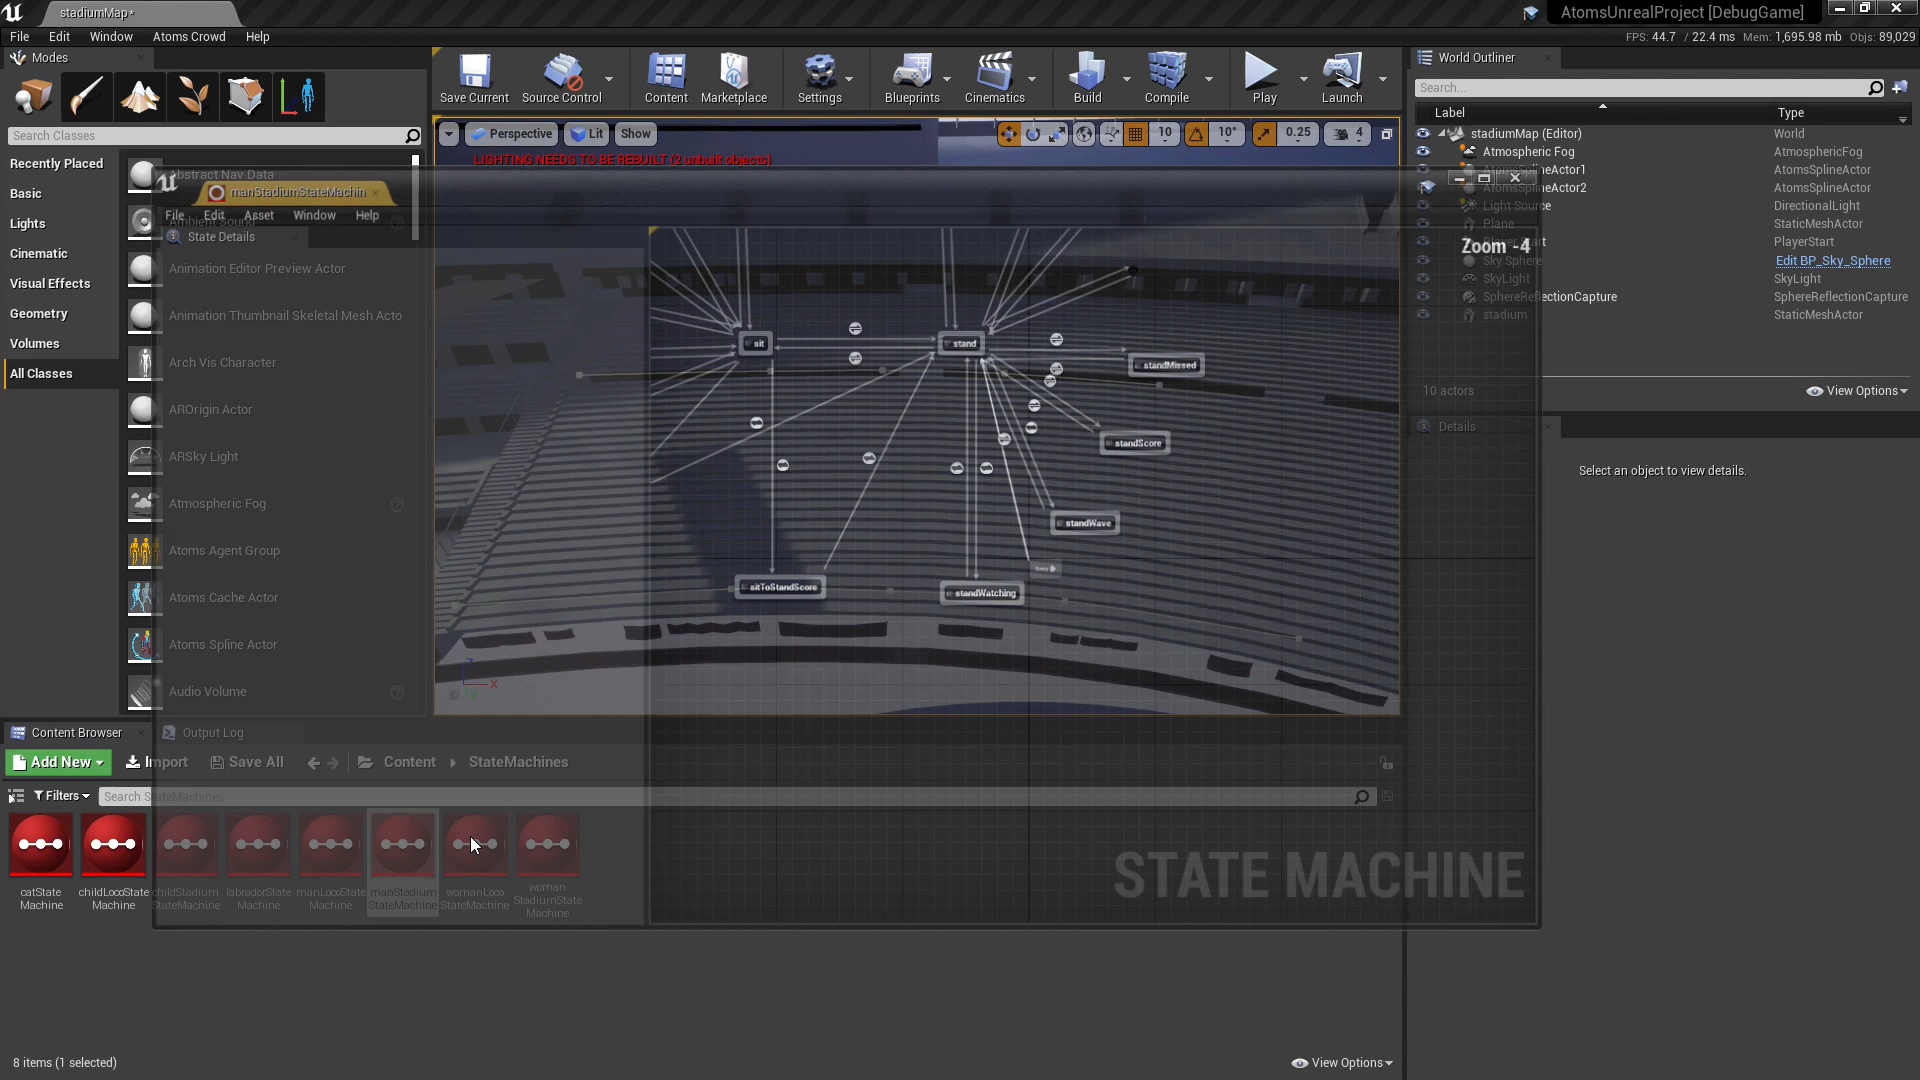 stadiumMap*
AtomsUnrealProject [DebugGame]
File Edit Window Atoms Crowd Help
FPS: 44.7 / 22.4 ms Mem: 1,695.98 mb Objs: 89,029
Modes
Search Classes
Recently Placed
Basic
Lights
Cinematic
Visual Effects
Geometry
Volumes
All Classes
Abstract Nav Data
Ambient Sound
Animation Editor Preview Actor
Animation Thumbnail Skeletal Mesh Acto
Arch Vis Character
AROrigin Actor
ARSky Light
Atmospheric Fog
Atoms Agent Group
Atoms Cache Actor
Atoms Spline Actor
Audio Volume
Save Current Source Control Content Marketplace Settings Blueprints Cinematics Build Compile Play Launch
Perspective Lit Show
10 10° 0.25 4
LIGHTING NEEDS TO BE REBUILT (2 unbuilt objects)
manStadiumStateMachin
File Edit Asset Window Help
State Details
Zoom -4
sit
stand
standMissed
standScore
standWave
sitToStandScore
standWatching
STATE MACHINE
X
World Outliner
Search...
Label Type
stadiumMap (Editor) World
Atmospheric Fog AtmosphericFog
AtomsSplineActor1 AtomsSplineActor
AtomsSplineActor2 AtomsSplineActor
Light Source DirectionalLight
Plane StaticMeshActor
Player Start PlayerStart
Sky Sphere Edit BP_Sky_Sphere
SkyLight SkyLight
SphereReflectionCapture SphereReflectionCapture
stadium StaticMeshActor
10 actors
View Options
Details
Select an object to view details.
Content Browser Output Log
Add New Import Save All Content StateMachines
Filters Search StateMachines
catState Machine
childLocoState Machine
childStadium StateMachine
labradorState Machine
manLocoState Machine
manStadium StateMachine
womanLoco StateMachine
woman StadiumState Machine
8 items (1 selected)
View Options